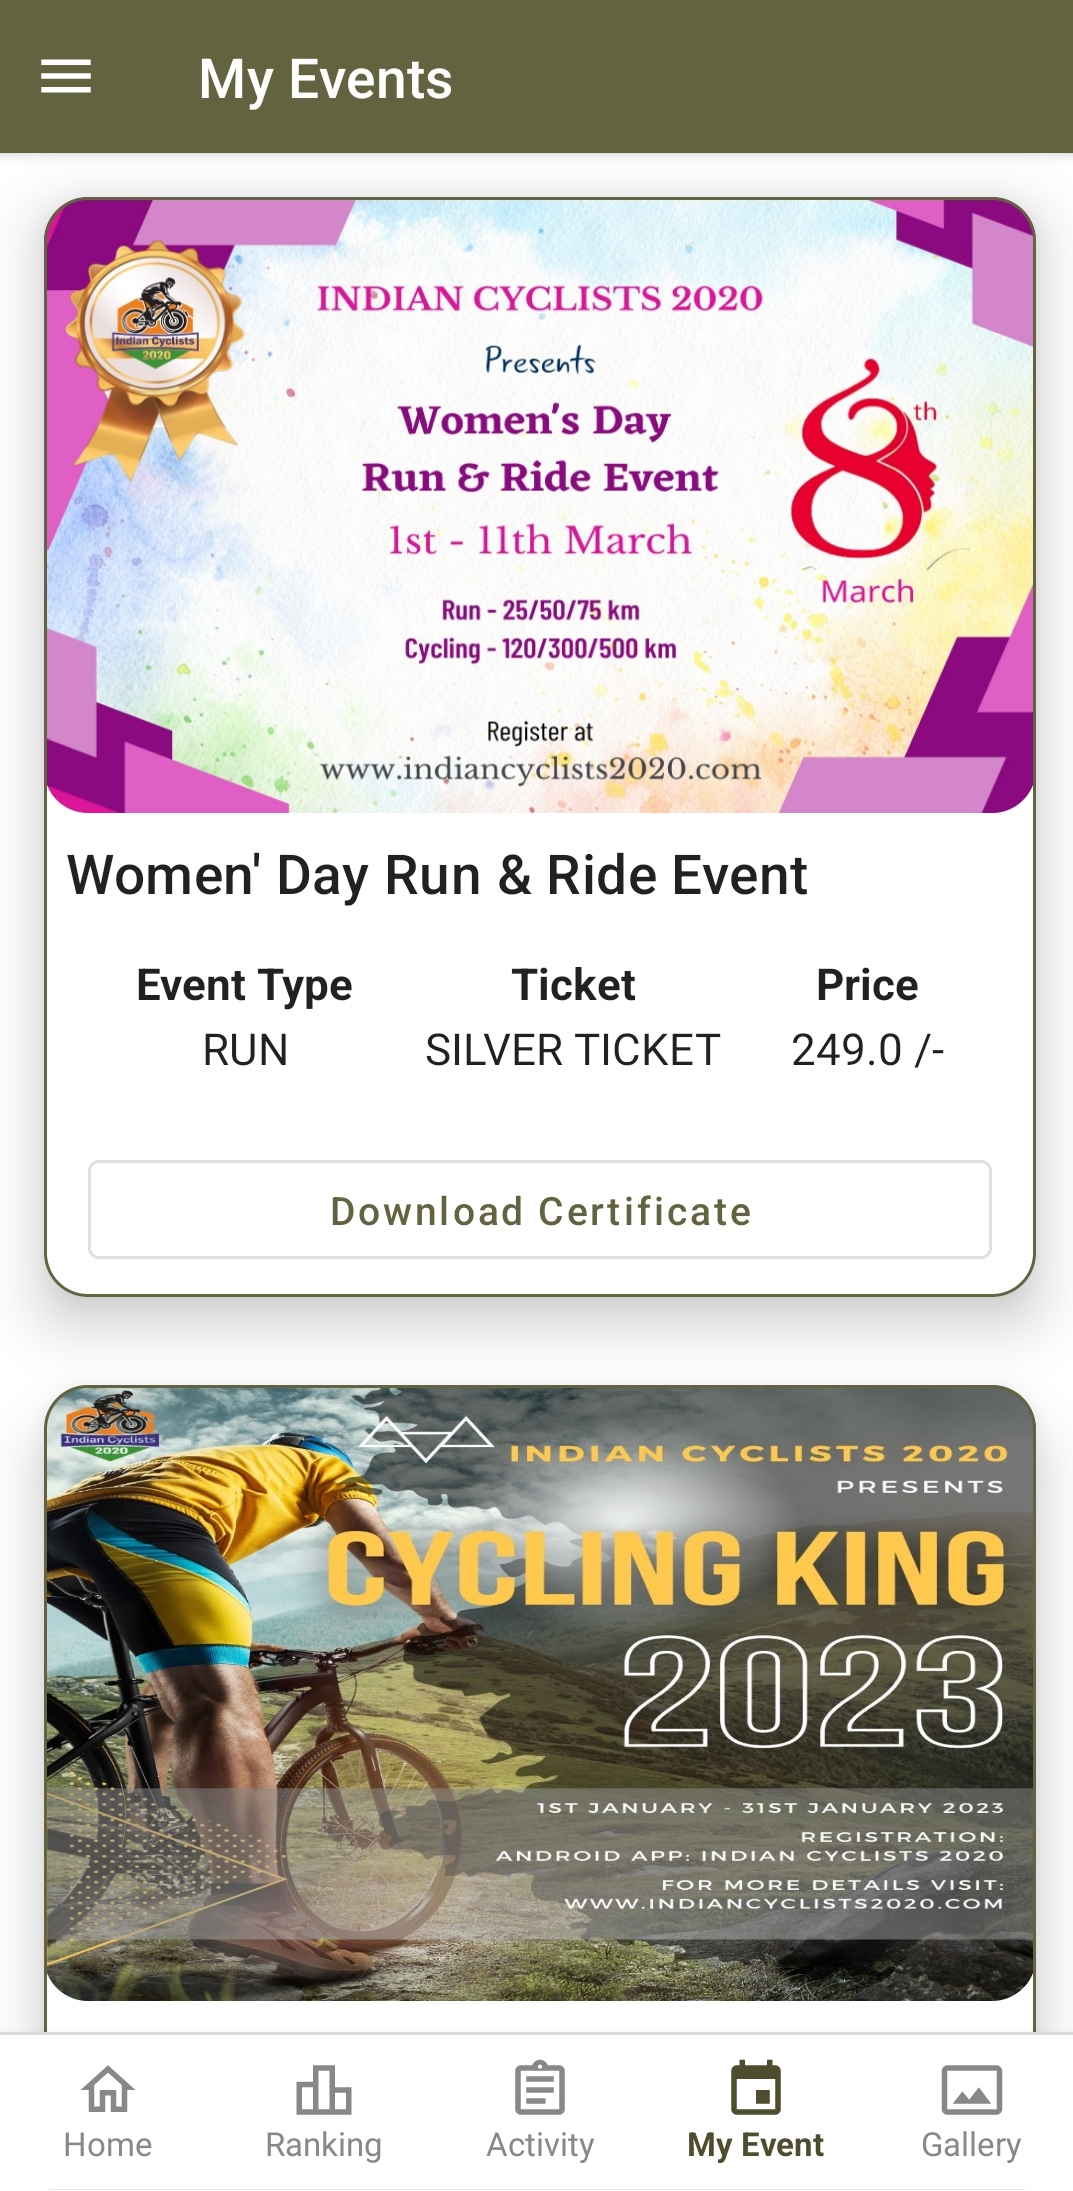 My Events
Indian Cyclists
2020
INDIAN CYCLISTS 2020
Presents
Women's Day
Run & Ride Event
1st - 11th March
8th
March
Run - 25/50/75 km
Cycling - 120/300/500 km
Register at
www.indiancyclists2020.com
Women' Day Run & Ride Event
Event Type Ticket Price
RUN SILVER TICKET 249.0 /-
Download Certificate
Indian Cyclists
2020
INDIAN CYCLISTS 2020
PRESENTS
CYCLING KING
2023
1ST JANUARY - 31ST JANUARY 2023
REGISTRATION:
ANDROID APP: INDIAN CYCLISTS 2020
FOR MORE DETAILS VISIT:
WWW.INDIANCYCLISTS2020.COM
Home Ranking Activity My Event Gallery